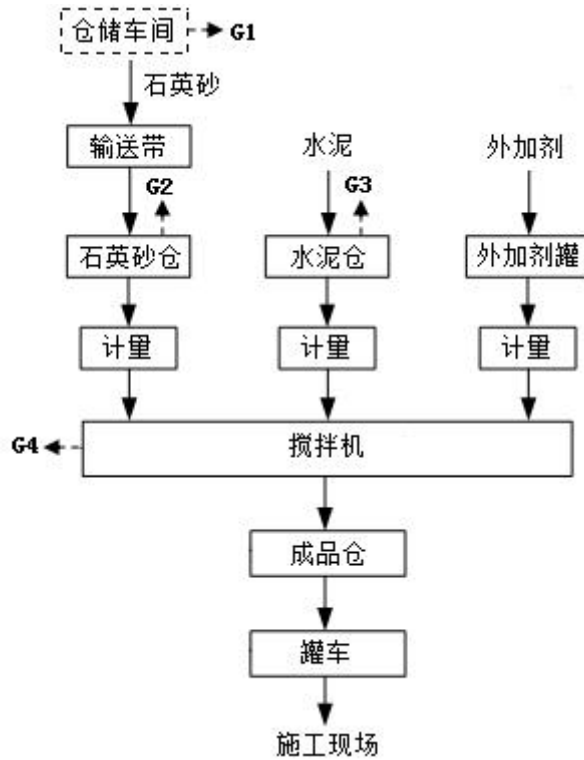 仓储车间 G1
石英砂
输送带 水泥 外加剂
G2 G3
石英砂仓 水泥仓 外加剂罐
计量 计量 计量
G4 搅拌机
成品仓
罐车
施工现场